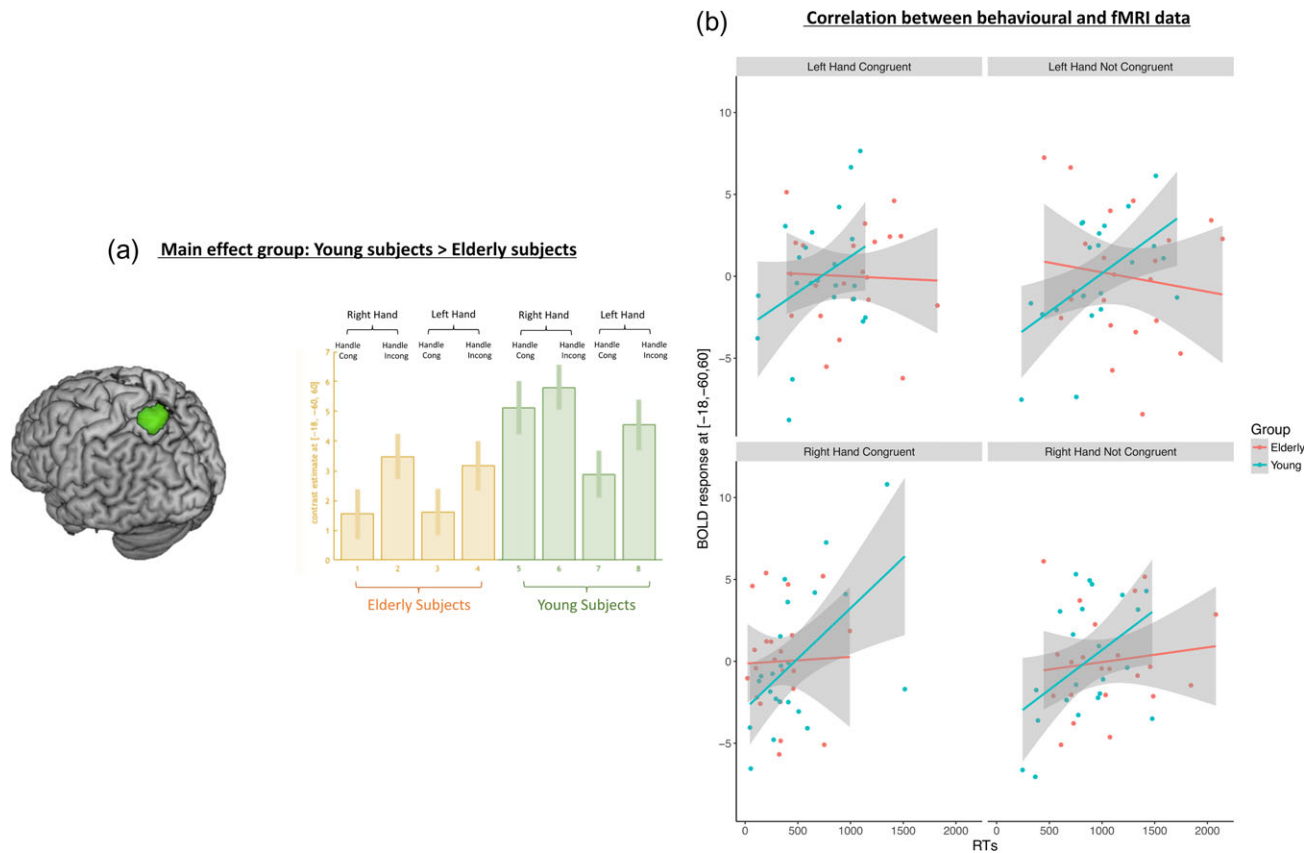 (a) Main effect group: Young subjects > Elderly subjects
Right Hand Left Hand Right Hand Left Hand
Handle Cong
Handle Incong
Handle Cong
Handle Incong
Handle Cong
Handle Incong
Handle Cong
Handle Incong
contrast estimate at [-18, -60, 60]
7
6
5
4
3
2
1
0
1 2 3 4 5 6 7 8
Elderly Subjects Young Subjects
(b) Correlation between behavioural and fMRI data
Left Hand Congruent Left Hand Not Congruent
10
5
0
−5
Right Hand Congruent Right Hand Not Congruent
10
5
0
−5
BOLD response at [-18,-60,60]
0 500 1000 1500 2000 0 500 1000 1500 2000
RTs
Group
Elderly
Young